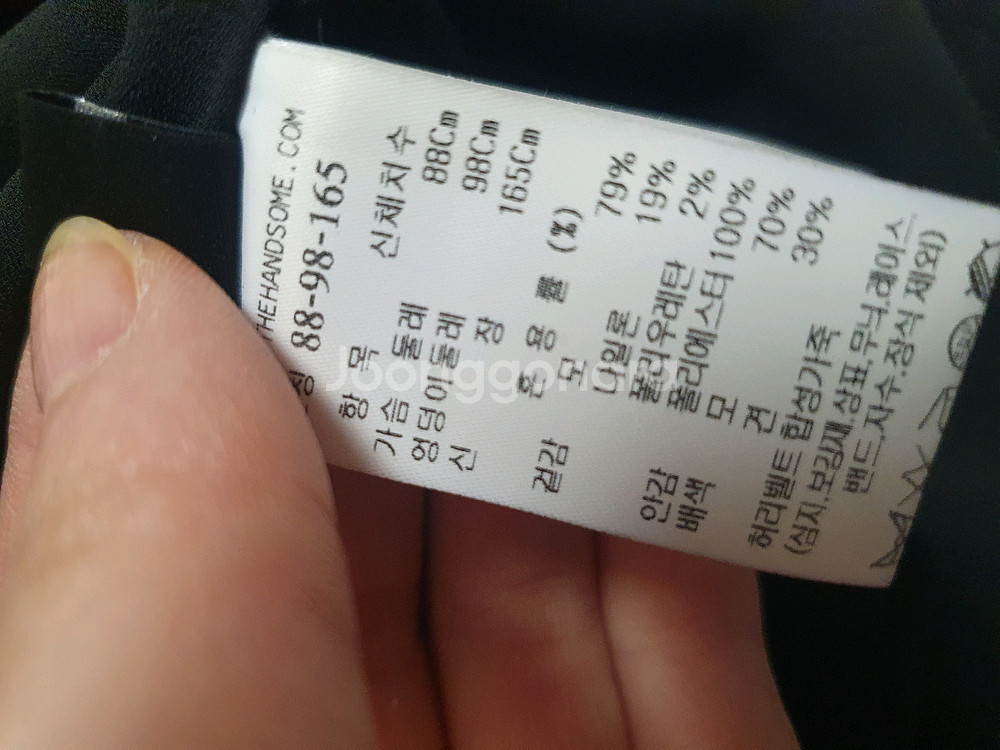 THEHANDSOME.COM
88-98-165
항 목 신체치수
가슴 둘레 88Cm
엉덩이둘레 98Cm
신 장 165Cm
혼 용 률 (%)
겉감 모 79%
나일론 19%
폴리우레탄 2%
안감 폴리에스터 100%
배색 모 70%
견 30%
허리벨트 합성가죽
(심지.보강재.상표.무늬.레이스
밴드.자수.장식 제외)
Joonggonara